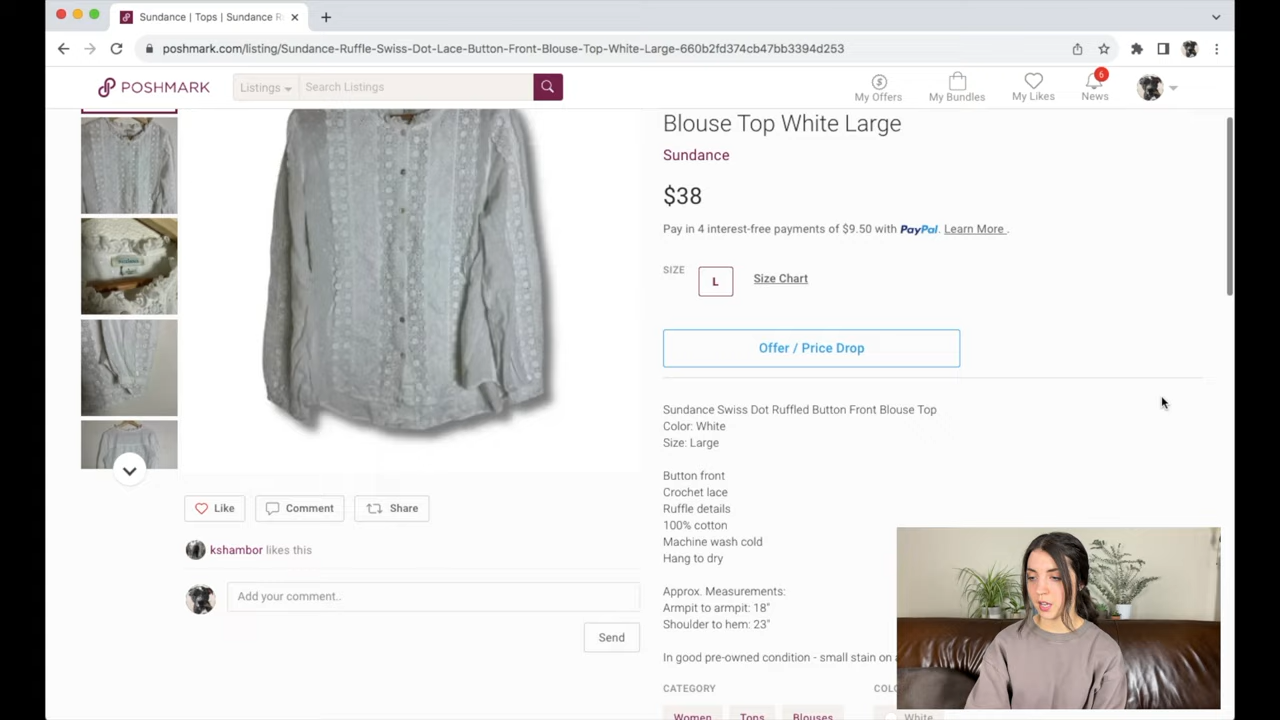 Sundance | Tops | Sundance R
poshmark.com/listing/Sundance-Ruffle-Swiss-Dot-Lace-Button-Front-Blouse-Top-White-Large-660b2fd374cb47bb3394d253
POSHMARK
Listings
Search Listings
My Offers
My Bundles
My Likes
6
News
Blouse Top White Large
Sundance
$38
Pay in 4 interest-free payments of $9.50 with PayPal. Learn More .
SIZE
L
Size Chart
Offer / Price Drop
Sundance Swiss Dot Ruffled Button Front Blouse Top
Color: White
Size: Large
Button front
Crochet lace
Ruffle details
100% cotton
Machine wash cold
Hang to dry
Approx. Measurements:
Armpit to armpit: 18"
Shoulder to hem: 23"
In good pre-owned condition - small stain on
CATEGORY
Women
Tops
Blouses
White
Like
Comment
Share
kshambor likes this
Add your comment..
Send